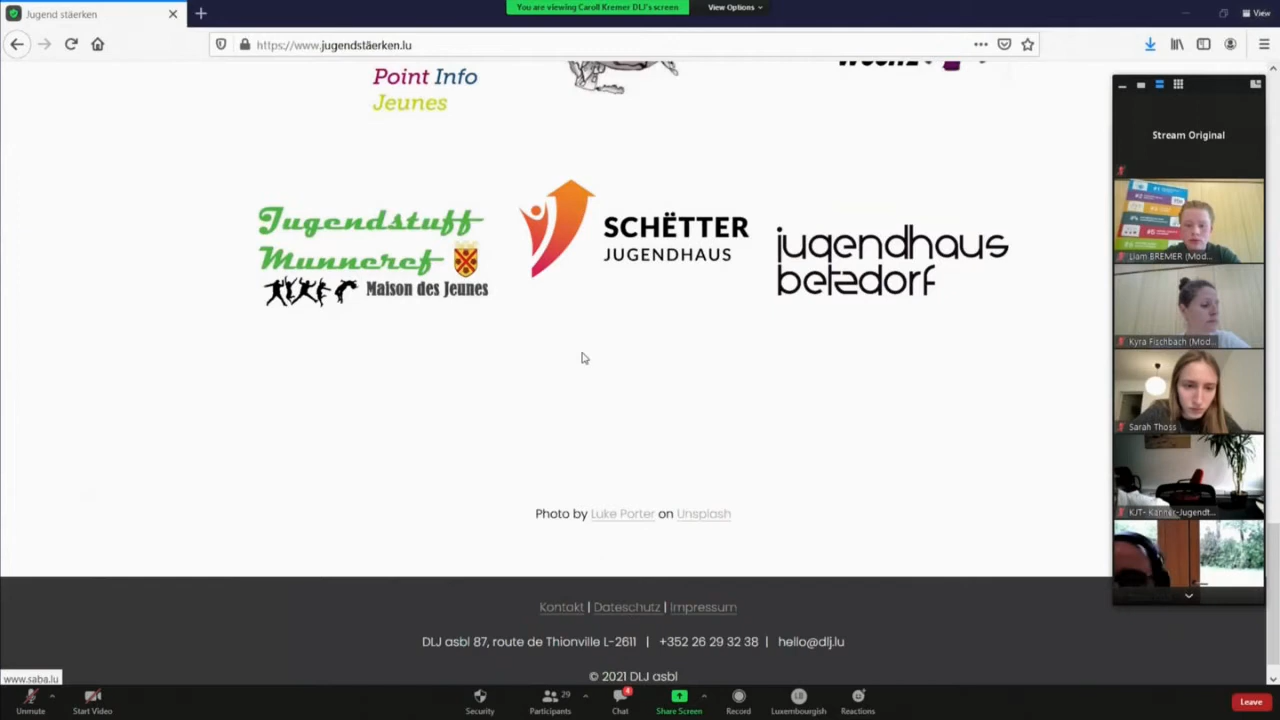 Jugend stäerken
You are viewing Caroll Kremer DLJ's screen
View Options
View
https://www.jugendstäerken.lu
Point Info
Jeunes
Stream Original
Jugendstuff
Munneref
Maison des Jeunes
SCHËTTER
JUGENDHAUS
jugendhaus
betzdorf
Liam BREMER (Mod...
Kyra Fischbach (Mod...
Sarah Thoss
KJT- Kanner-Jugendt...
Photo by Luke Porter on Unsplash
Kontakt | Dateschutz | Impressum
DLJ asbl 87, route de Thionville L-2611 | +352 26 29 32 38 | hello@dlj.lu
© 2021 DLJ asbl
www.saba.lu
Unmute
Start Video
Security
Participants
29
Chat
4
Share Screen
Record
Luxembourgish
Reactions
Leave